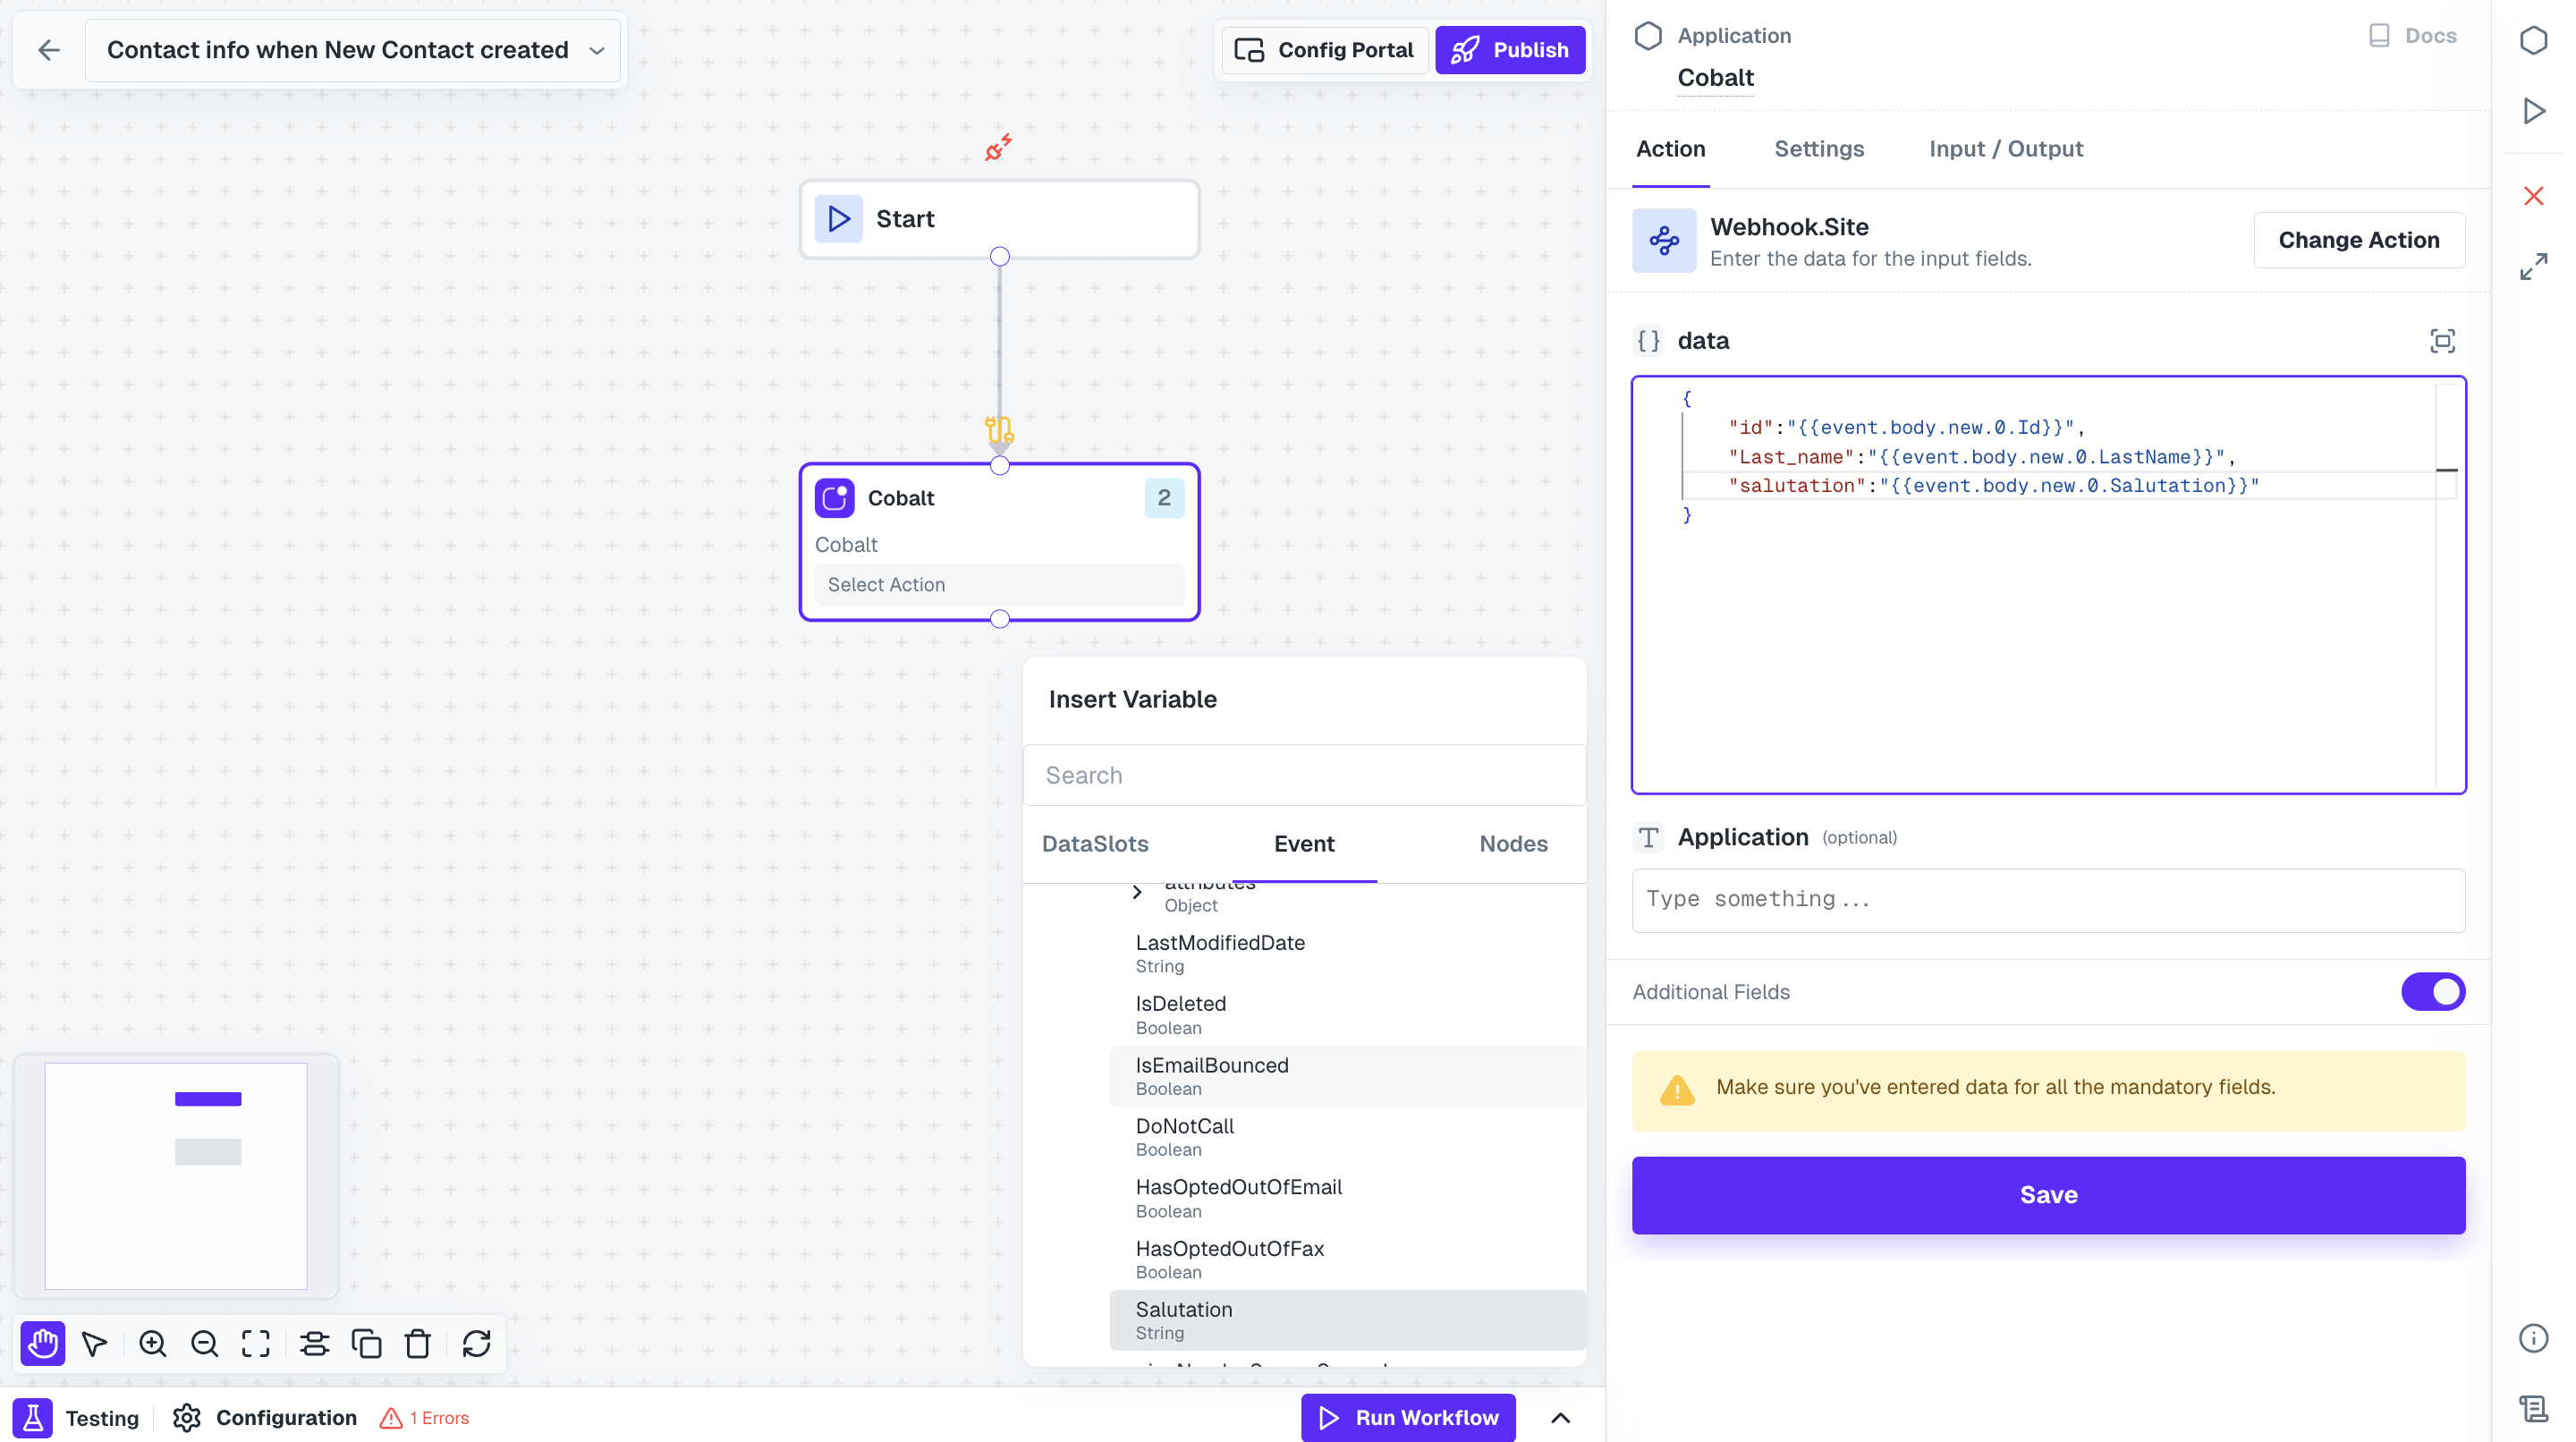 Contact info when New Contact created
Config Portal
Publish
Start
Cobalt
2
Cobalt
Select Action
Insert Variable
Search
DataSlots
Event
Nodes
attributes
Object
LastModifiedDate
String
IsDeleted
Boolean
IsEmailBounced
Boolean
DoNotCall
Boolean
HasOptedOutOfEmail
Boolean
HasOptedOutOfFax
Boolean
Salutation
String
Testing
Configuration
1 Errors
Run Workflow
Application
Docs
Cobalt
Action
Settings
Input / Output
Webhook.Site
Enter the data for the input fields.
Change Action
{} data
{
"id":"{{event.body.new.0.Id}}",
"Last_name":"{{event.body.new.0.LastName}}",
"salutation":"{{event.body.new.0.Salutation}}"
}
T Application (optional)
Type something...
Additional Fields
Make sure you've entered data for all the mandatory fields.
Save